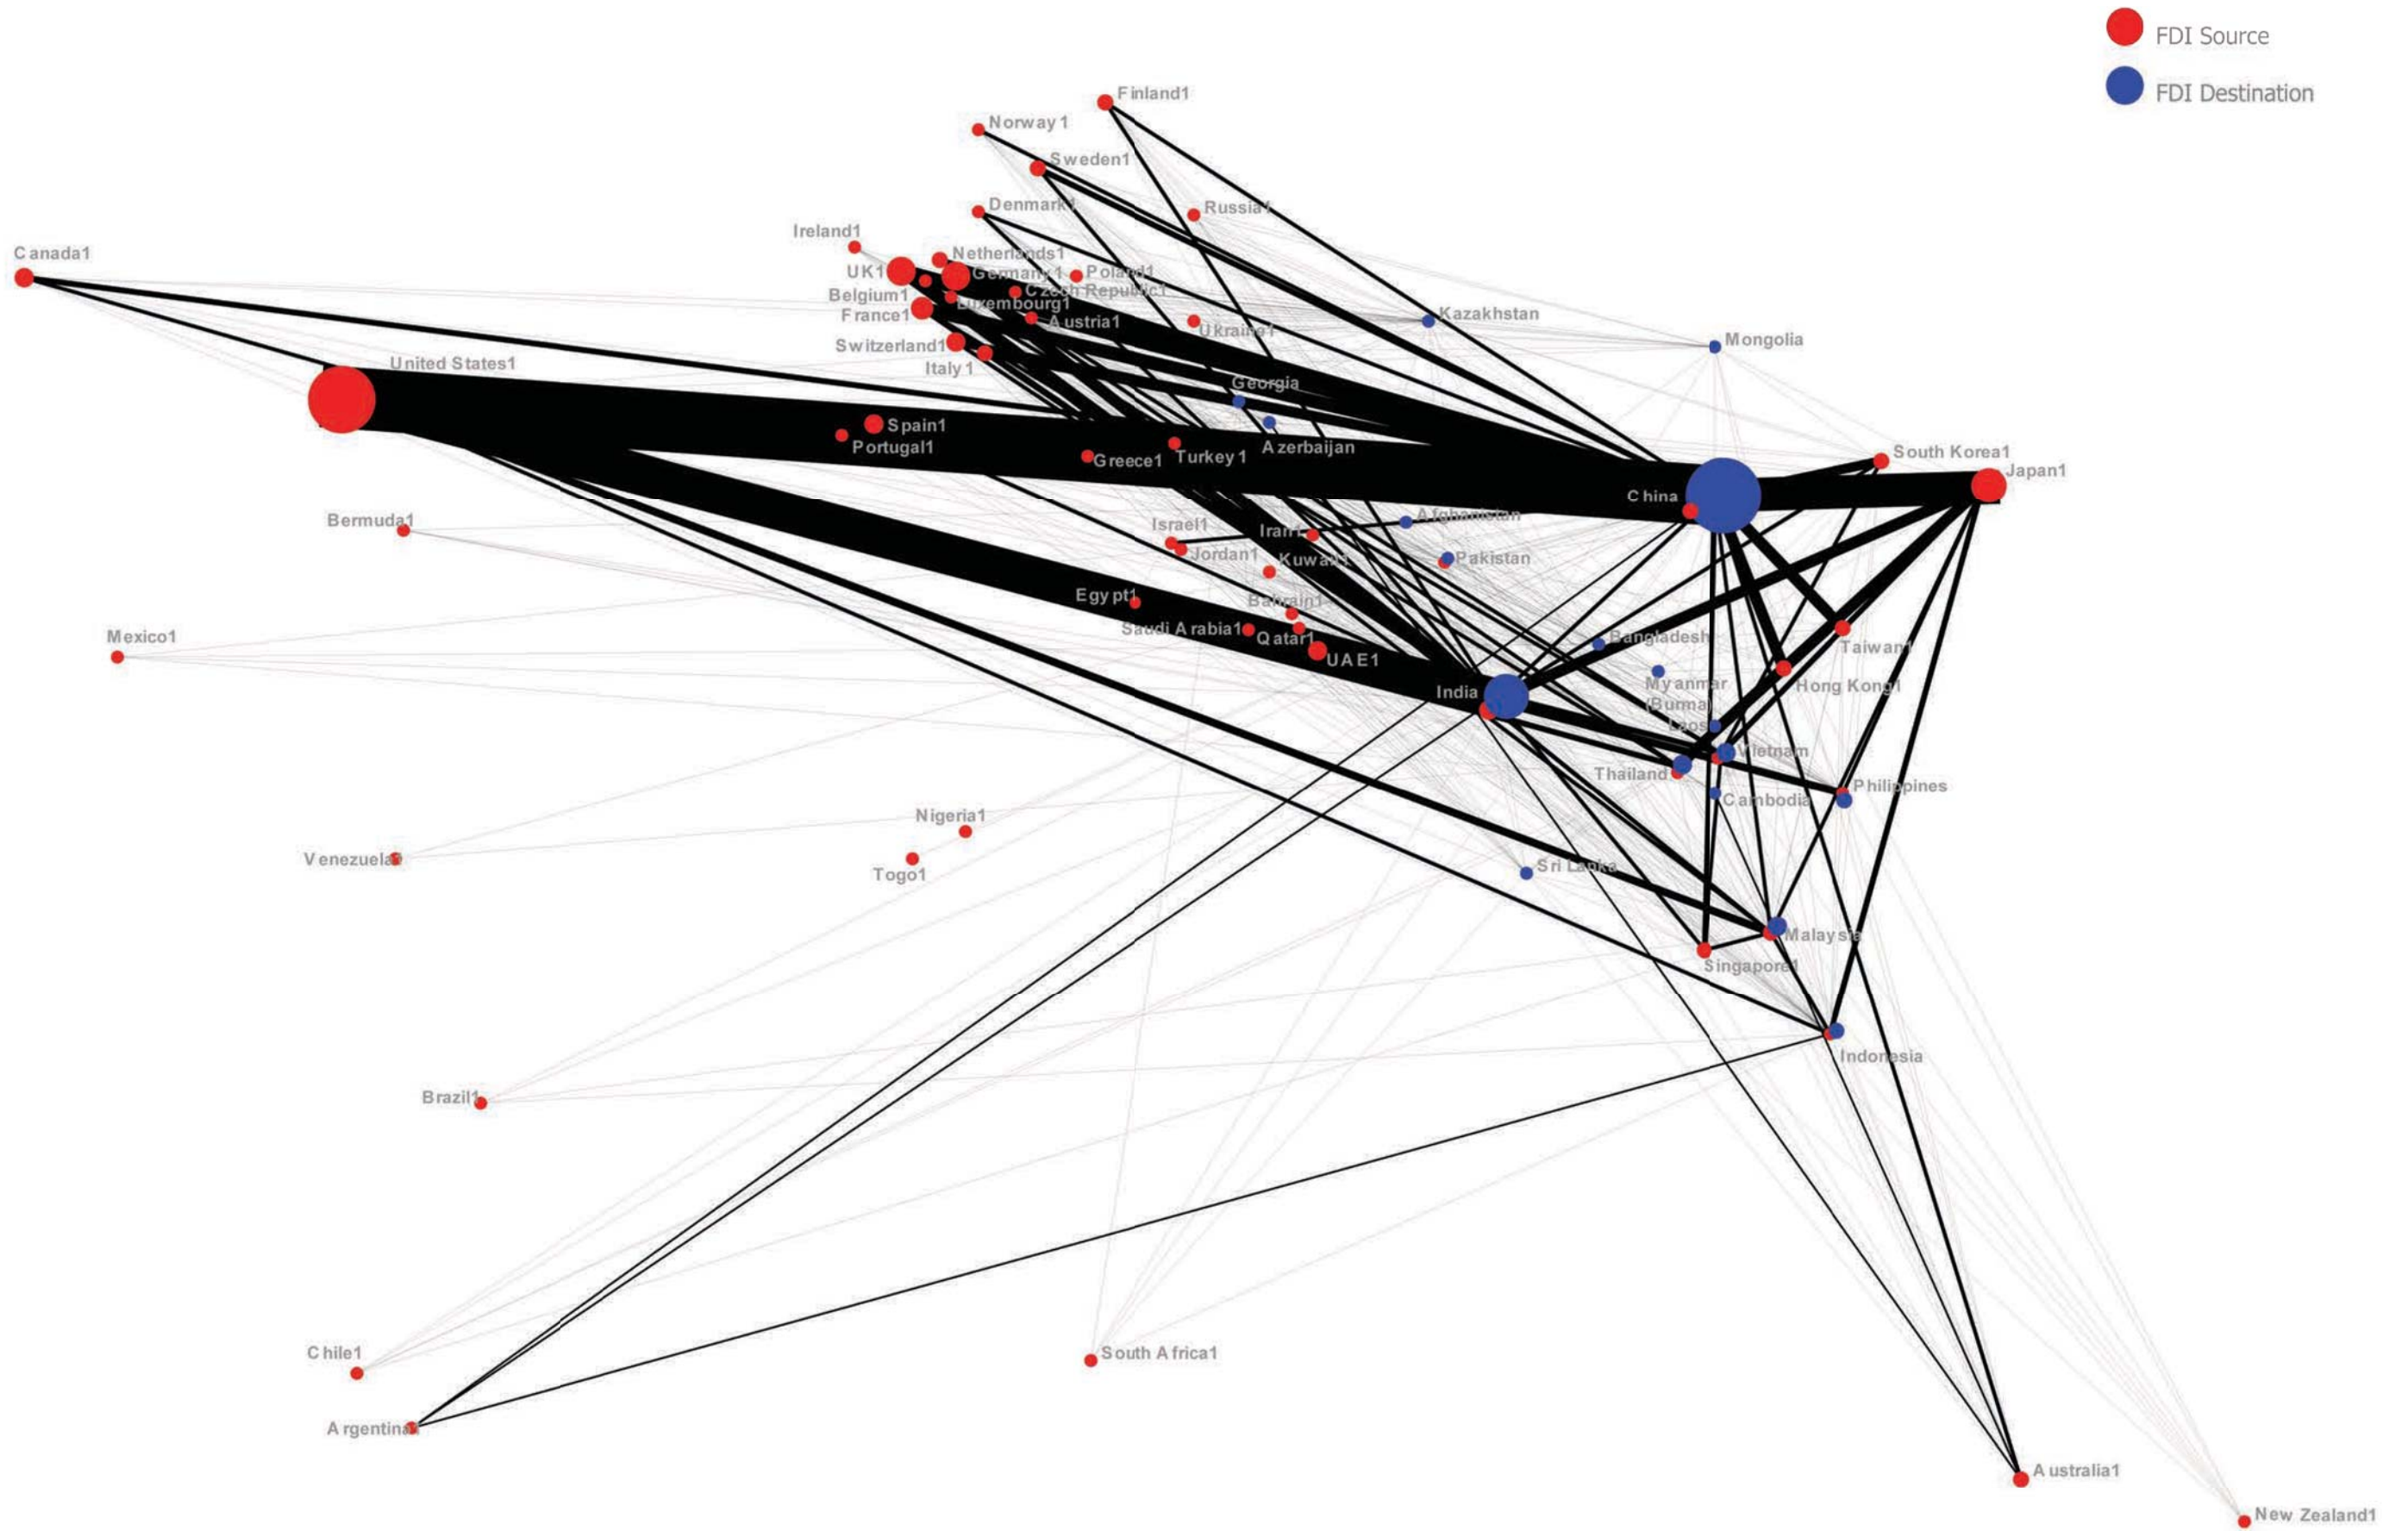 FDI Source
FDI Destination
Finland1
Norway1
Sweden1
Denmark1
Russia1
Ireland1
Canada1
Netherlands1
UK1
Germany1
Poland1
Czech Republic1
Belgium1
Luxembourg1
France1
Austria1
Ukraine1
Kazakhstan
Mongolia
Switzerland1
Italy1
United States1
Georgia
Spain1
Portugal1
Greece1
Turkey1
Azerbaijan
South Korea1
Japan1
China
Bermuda1
Israel1
Iran1
Afghanistan
Jordan1
Kuwait1
Pakistan
Egypt1
Bahrain1
Saudi Arabia1
Qatar1
UAE1
Bangladesh
Taiwan1
Mexico1
India
Myanmar
(Burma)
Hong Kong1
Laos
Vietnam
Thailand
Philippines
Cambodia
Nigeria1
Venezuela1
Togo1
Sri Lanka
Malaysia
Singapore1
Indonesia
Brazil1
Chile1
South Africa1
Argentina1
Australia1
New Zealand1